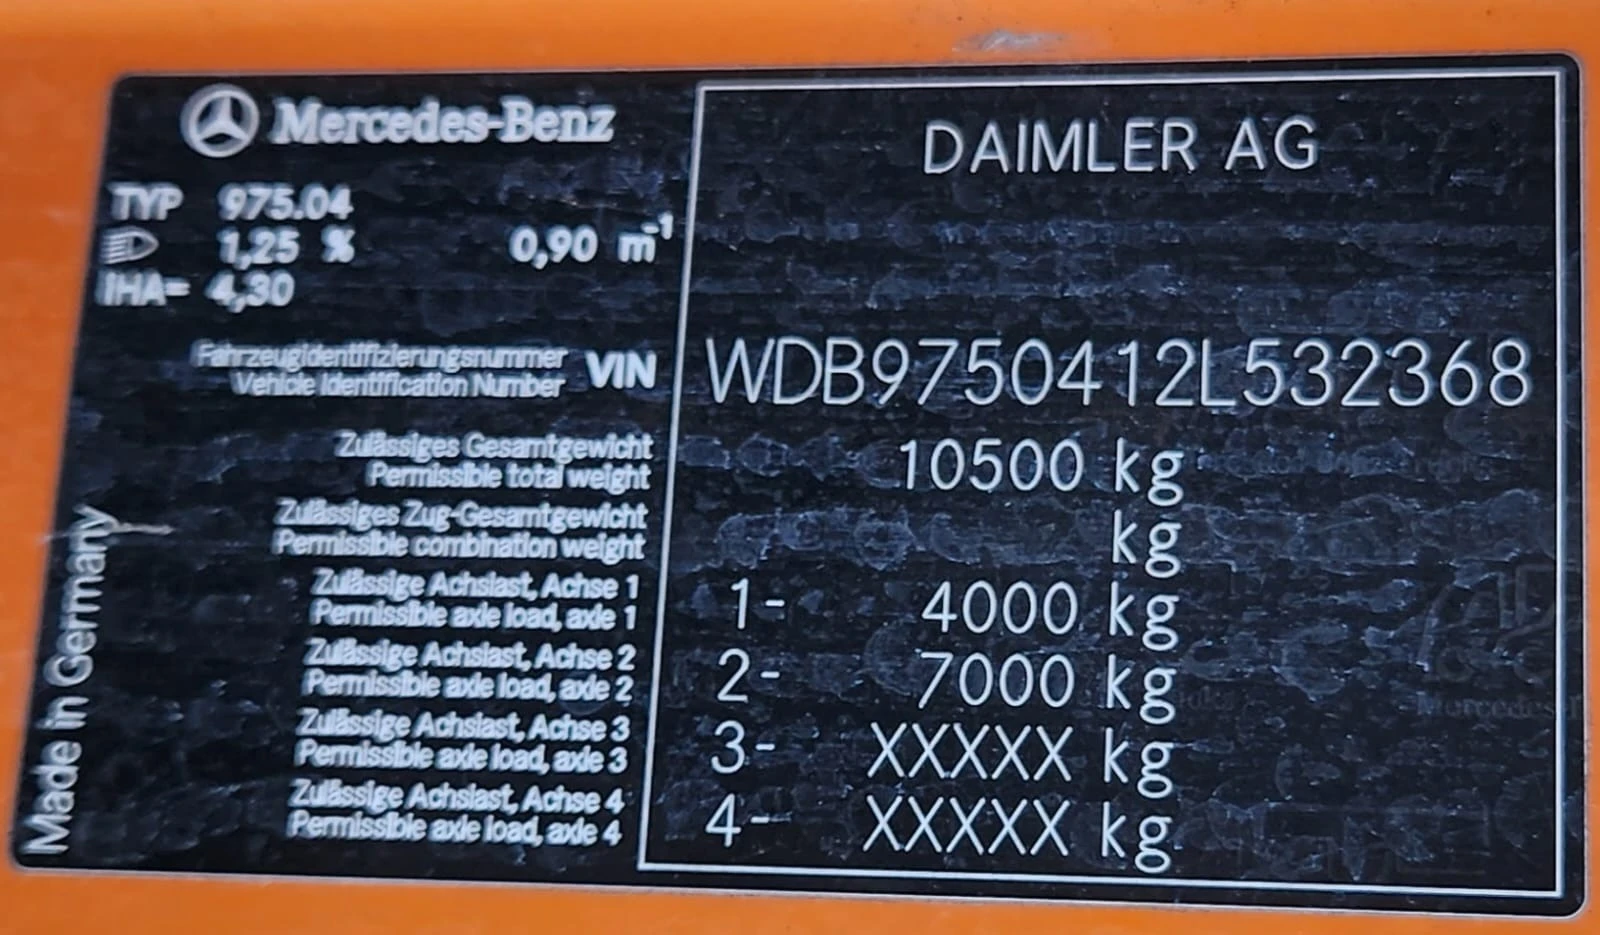 Mercedes-Benz
DAIMLER AG
TYP 975.04
1,25 % 0,90 m⁻¹
IHA= 4,30
Fahrzeugidentifizierungsnummer
Vehicle Identification Number
VIN WDB9750412L532368
Zulässiges Gesamtgewicht
Permissible total weight
10500 kg
Zulässiges Zug-Gesamtgewicht
Permissible combination weight
kg
Zulässige Achslast, Achse 1
Permissible axle load, axle 1
1- 4000 kg
Zulässige Achslast, Achse 2
Permissible axle load, axle 2
2- 7000 kg
Zulässige Achslast, Achse 3
Permissible axle load, axle 3
3- XXXXX kg
Zulässige Achslast, Achse 4
Permissible axle load, axle 4
4- XXXXX kg
Made in Germany